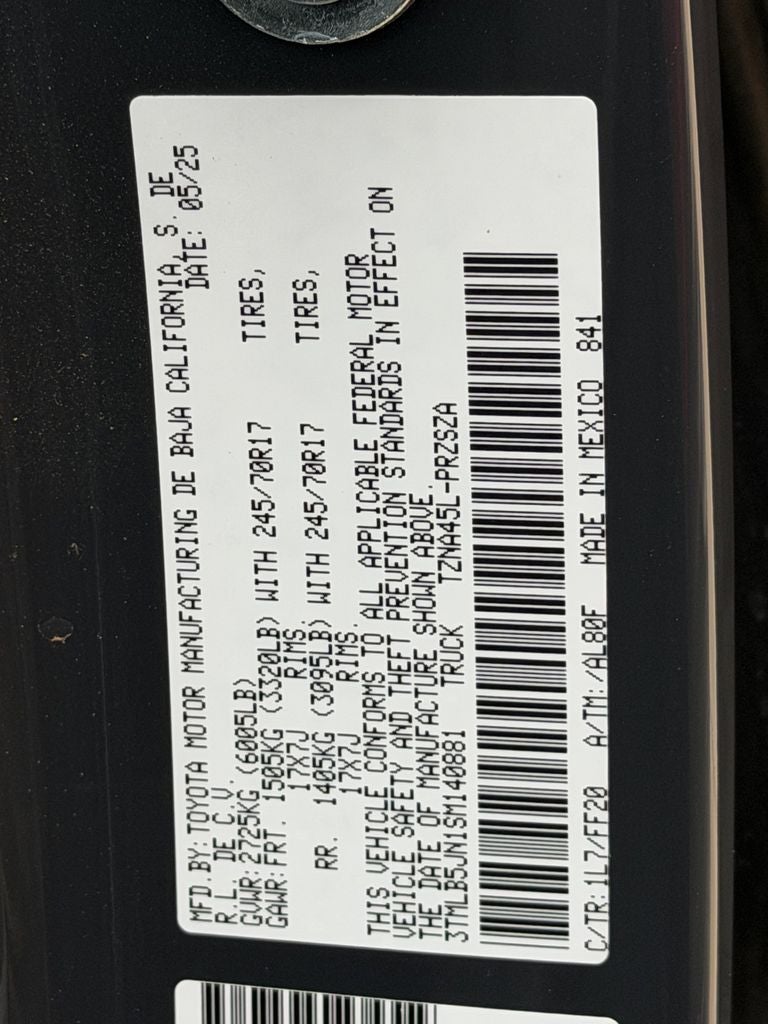 MFD.BY:TOYOTA MOTOR MANUFACTURING DE BAJA CALIFORNIA, S. DE
R.L. DE C.V. DATE: 05/25
GVWR:2725KG (6005LB)
GAWR:FRT. 1505KG (3320LB) WITH 245/70R17 TIRES,
17X7J RIMS.
RR. 1405KG (3095LB) WITH 245/70R17 TIRES,
17X7J RIMS.
THIS VEHICLE CONFORMS TO ALL APPLICABLE FEDERAL MOTOR
VEHICLE SAFETY AND THEFT PREVENTION STANDARDS IN EFFECT ON
THE DATE OF MANUFACTURE SHOWN ABOVE.
3TMLB5JN1SM140881 TRUCK TZNA45L-PRZSZA
C/TR:1L7/FF20 A/TM:/AL80F MADE IN MEXICO 841